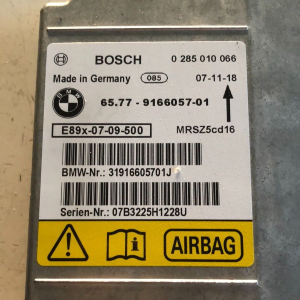 BOSCH 0 285 010 066
Made in Germany 085 07-11-18
BMW 65.77 - 9166057-01
E89x-07-09-500 MRSZ5cd16
BMW-Nr.: 31916605701J
Serien-Nr.: 07B3225H1228U
AIRBAG